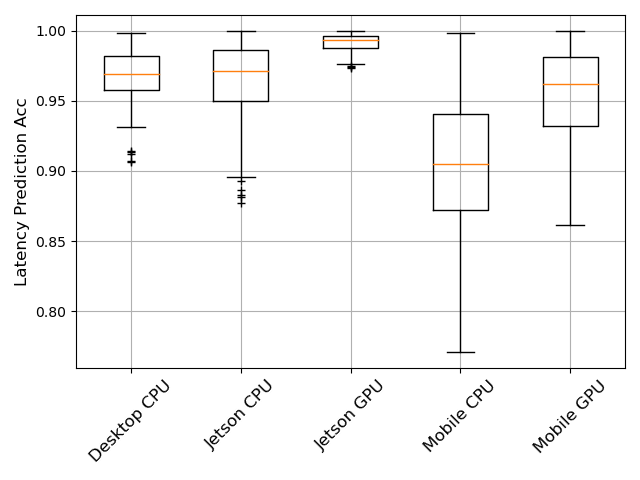 1.00
0.95
0.90
0.85
0.80
Latency Prediction Acc
Desktop CPU
Jetson CPU
Jetson GPU
Mobile CPU
Mobile GPU